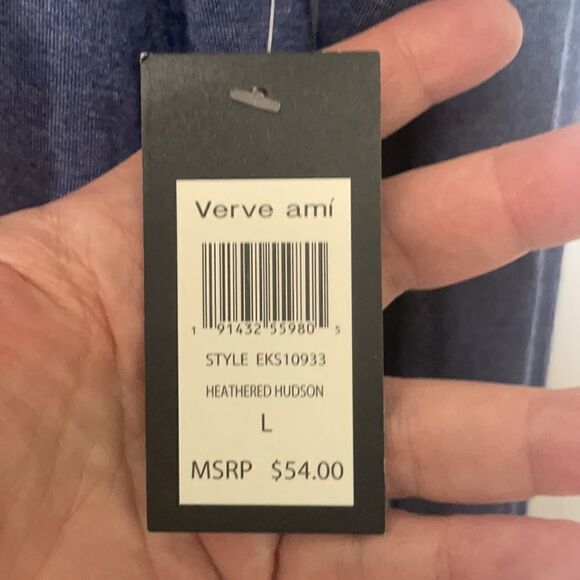 Verve amí
1 91432 55980 5
STYLE EKS10933
HEATHERED HUDSON
L
MSRP $54.00